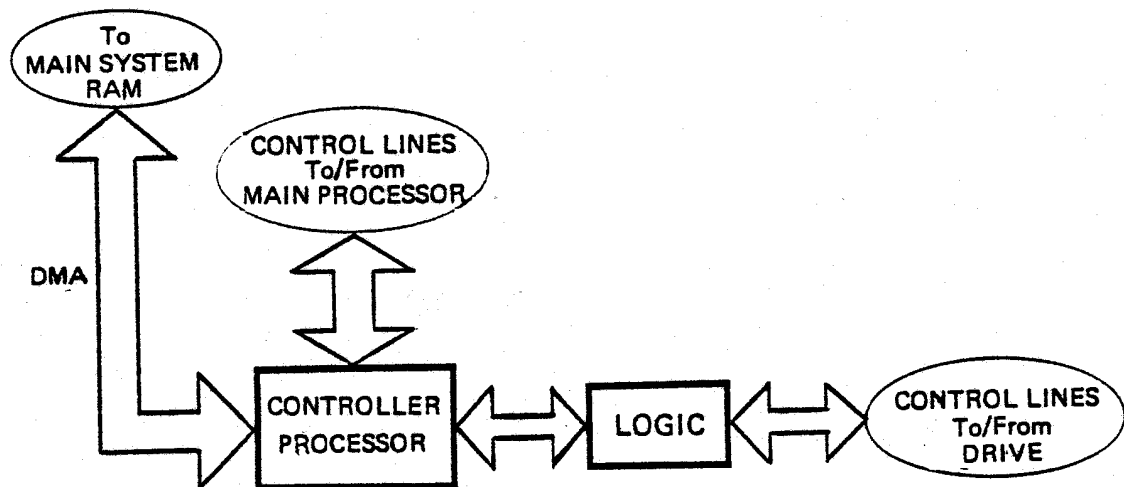 To
MAIN SYSTEM
RAM
CONTROL LINES
To/From
MAIN PROCESSOR
DMA
CONTROLLER
PROCESSOR
LOGIC
CONTROL LINES
To/From
DRIVE